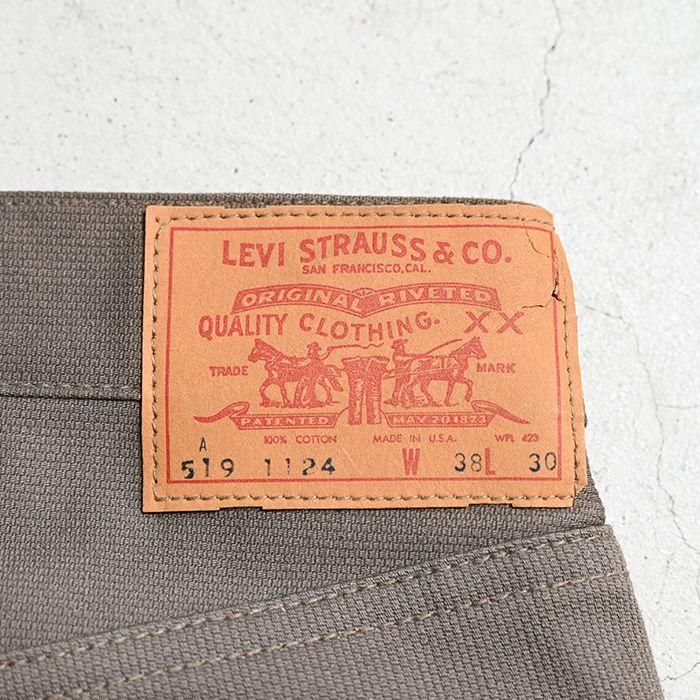 LEVI STRAUSS & CO.
SAN FRANCISCO, CAL.
ORIGINAL RIVETED
QUALITY CLOTHING. XX
TRADE MARK
PATENTED MAY 20 1873
100% COTTON MADE IN U.S.A. WPL 423
A
519 1124 W 38 L 30